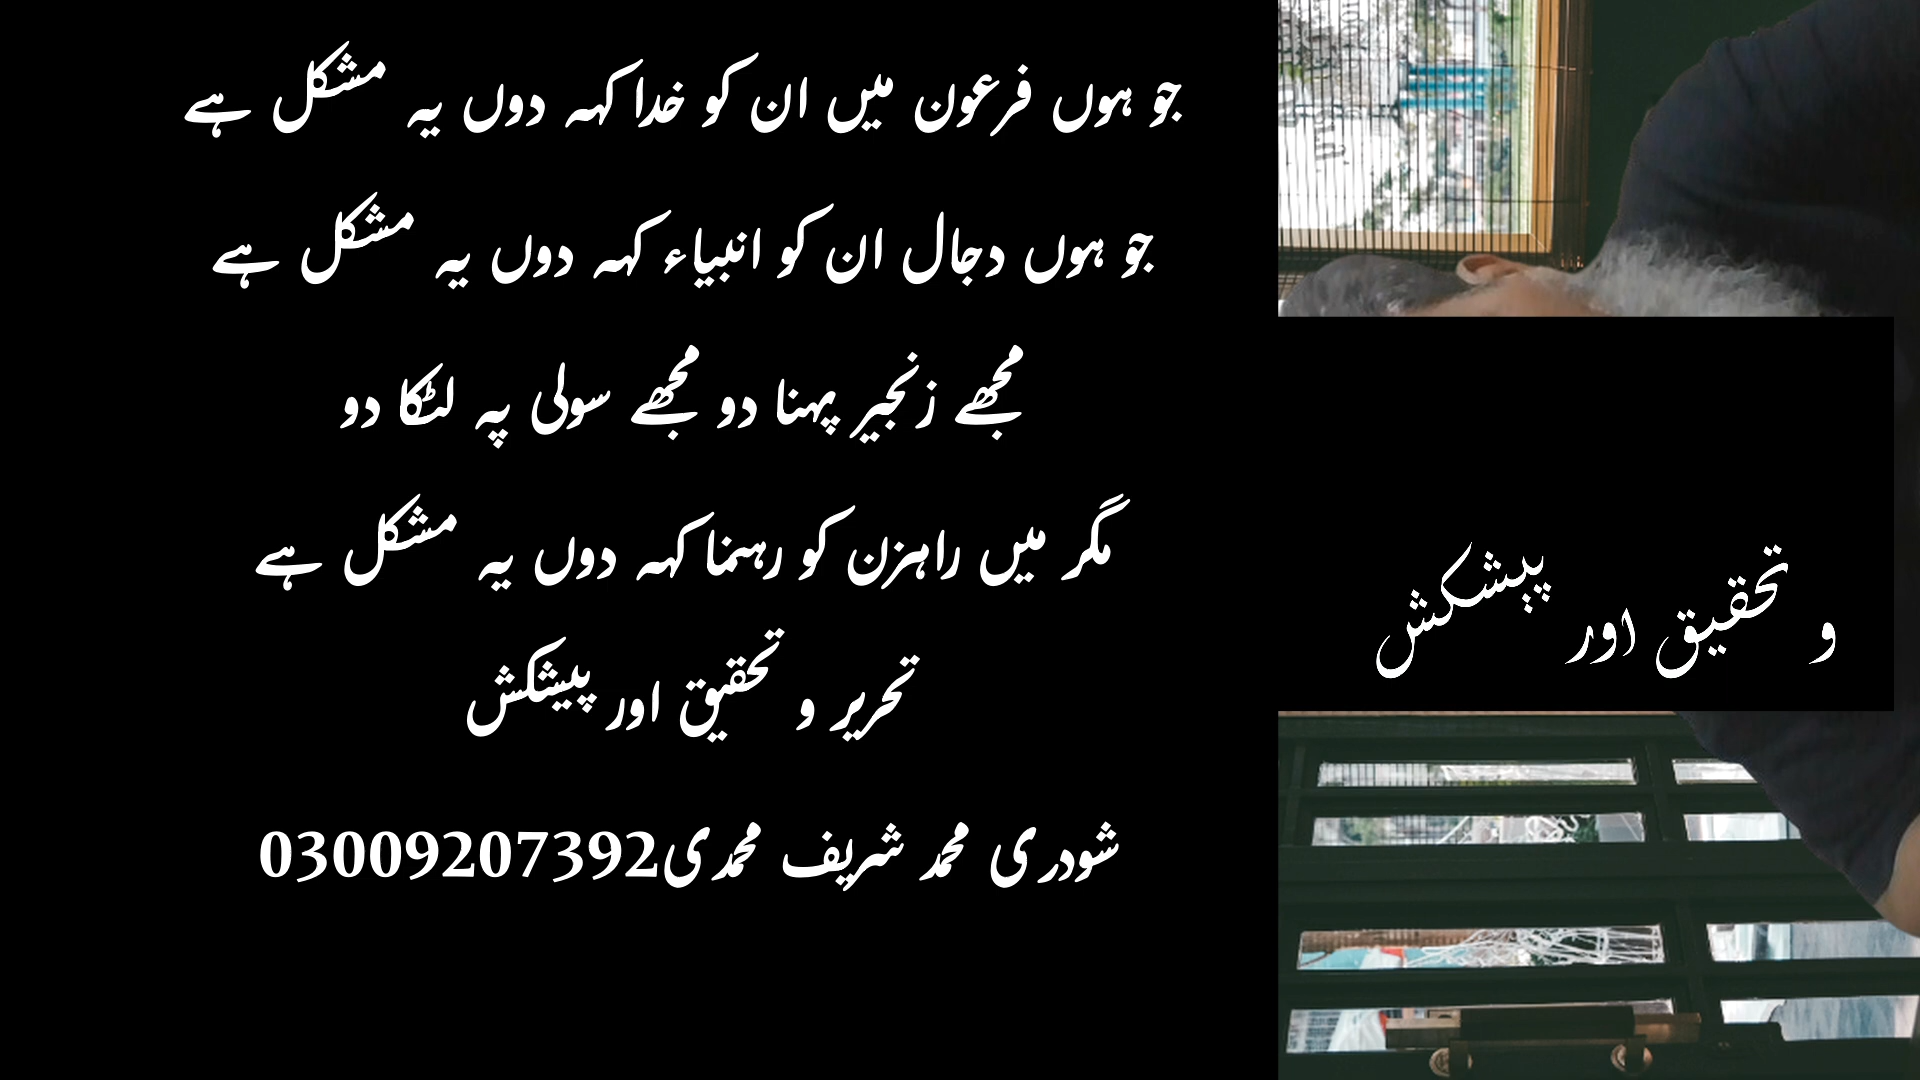 جو ہوں فرعون میں ان کو خدا کہہ دوں یہ مشکل ہے
جو ہوں دجال ان کو انبیاء کہہ دوں یہ مشکل ہے
مجھے زنجیر پہنا دو مجھے سولی پہ لٹکا دو
مگر میں راہزن کو رہنما کہہ دوں یہ مشکل ہے
تحریر و تحقیق اور پیشکش
شودری محمد شریف محمدی03009207392
و تحقیق اور پیشکش